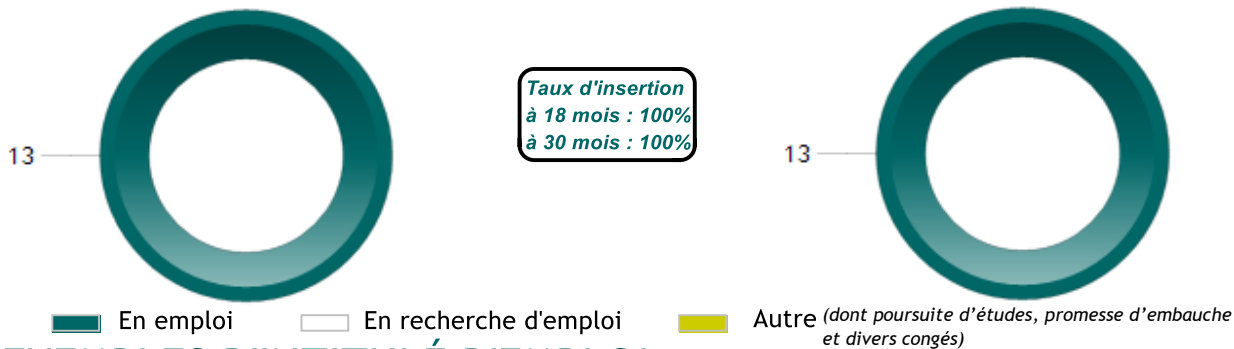 Taux d'insertion
à 18 mois : 100%
à 30 mois : 100%
13
13
En emploi
En recherche d'emploi
Autre (dont poursuite d'études, promesse d'embauche
et divers congés)